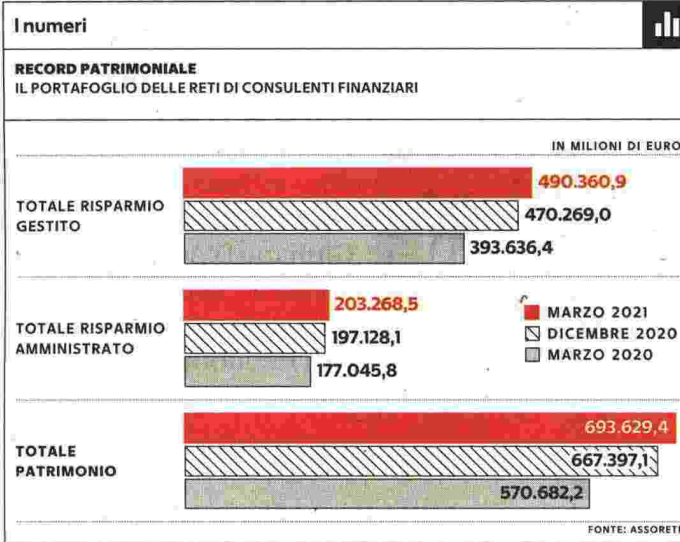 I numeri
RECORD PATRIMONIALE
IL PORTAFOGLIO DELLE RETI DI CONSULENTI FINANZIARI
IN MILIONI DI EURO
TOTALE RISPARMIO
GESTITO
490.360,9
470.269,0
393.636,4
TOTALE RISPARMIO
AMMINISTRATO
203.268,5
197.128,1
177.045,8
MARZO 2021
DICEMBRE 2020
MARZO 2020
TOTALE
PATRIMONIO
693.629,4
667.397,1
570.682,2
FONTE: ASSORETI